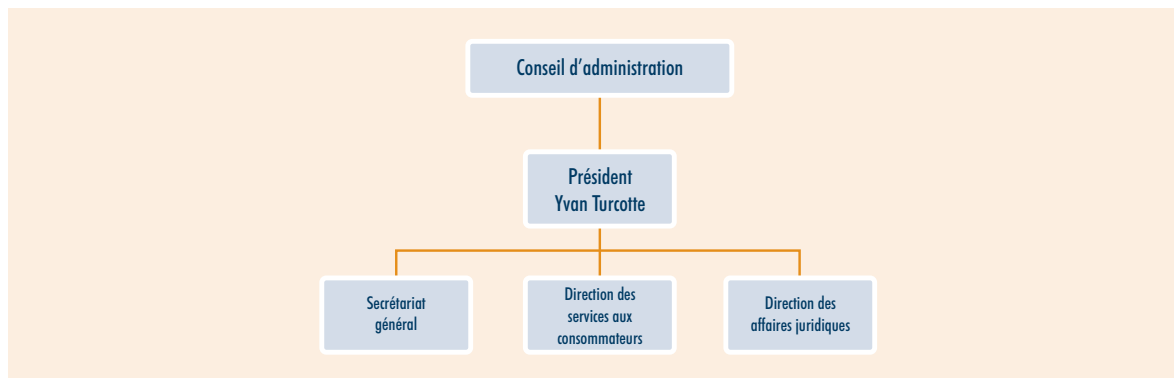 Conseil d’administration
Président
Yvan Turcotte
Secrétariat
général
Direction des
services aux
consommateurs
Direction des
affaires juridiques